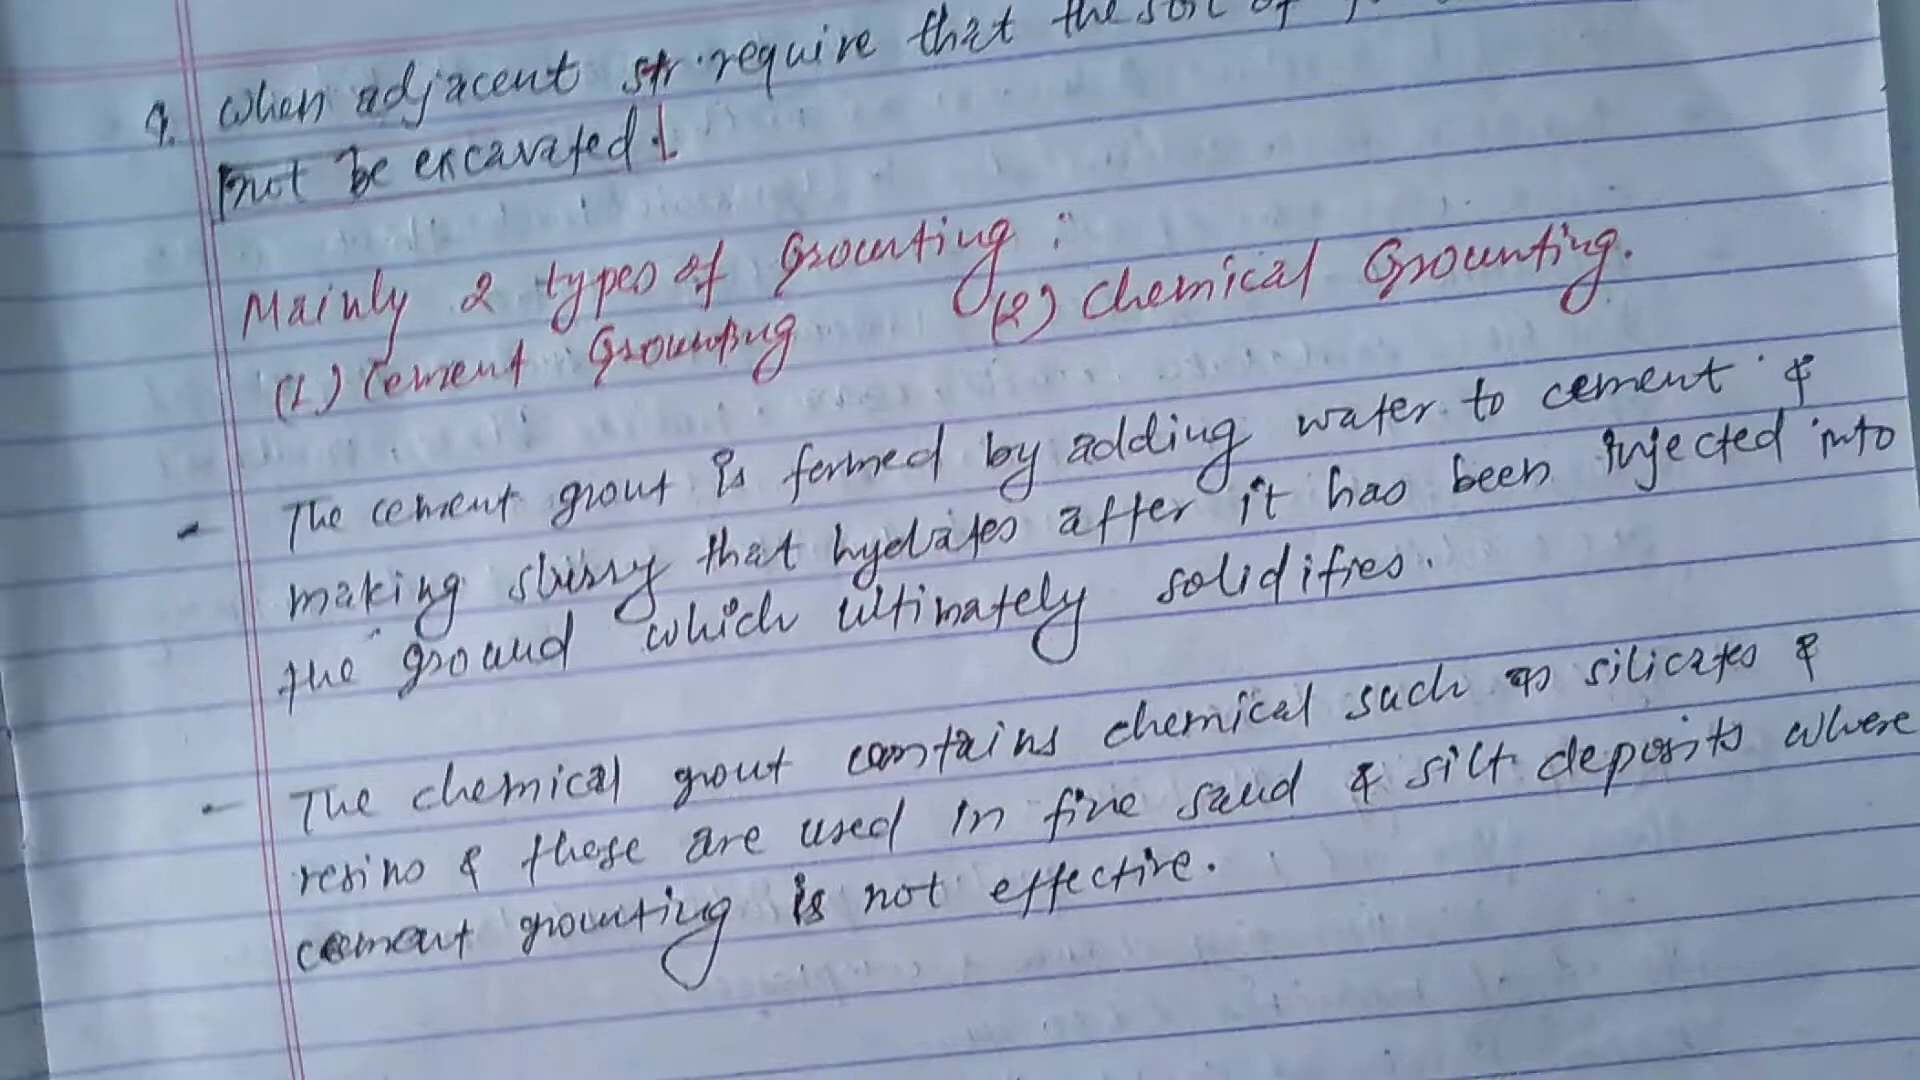 9. When adjacent str. require that the soil of
not be excavated.
Mainly 2 types of Grounting :
(1) Cement Grounting (2) Chemical Grounting.
- The cement grout is formed by adding water to cement &
making slurry that hydrates after it has been injected into
the ground which ultimately solidifies.
- The chemical grout contains chemical such as silicates &
resins & these are used in fine sand & silt deposits where
cement grounting is not effective.